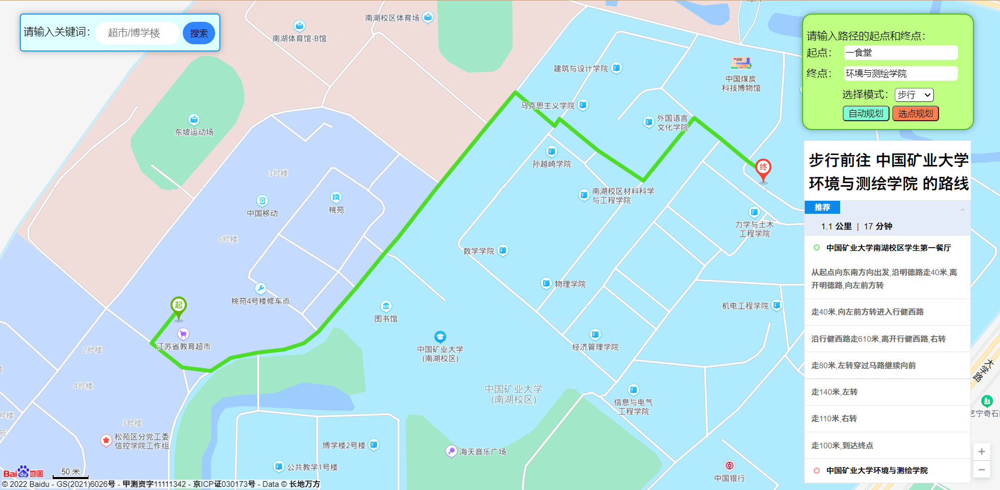 请输入关键词：
超市/博学楼
搜索
南湖校区体育场
南湖体育馆-B馆
东坡运动场
3号楼
中国移动
桃苑
5号楼
桃苑4号楼修车点
起
江苏省教育超市
2号楼
4号楼
号楼
3号楼
松苑区分党工委
信控学院工作组
图书馆
中国矿业大学
(南湖校区)
中国矿业大学
(南湖校区)
博学楼2号楼
公共教学1号楼
海天音乐广场
建筑与设计学院
马克思主义学院
中国煤炭
科技博物馆
外国语言
文化学院
孙越崎学院
南湖校区材料科学
与工程学院
终
力学与土木
工程学院
数学学院
物理学院
机电工程学院
经济管理学院
信息与电气
工程学院
中国银行
大学路
艺宁奇石
请输入路径的起点和终点：
起点：
一食堂
终点：
环境与测绘学院
选择模式：
步行
自动规划
选点规划
步行前往 中国矿业大学
环境与测绘学院 的路线
推荐
1.1 公里 | 17 分钟
中国矿业大学南湖校区学生第一餐厅
从起点向东南方向出发,沿明德路走40米,离
开明德路,向左前方转
走40米,向左前方转进入行健西路
沿行健西路走610米,离开行健西路,右转
走80米,左转穿过马路继续向前
走140米,左转
走110米,右转
走100米,到达终点
中国矿业大学环境与测绘学院
+
−
Bai du 地图
50 米
© 2022 Baidu - GS(2021)6026号 - 甲测资字11111342 - 京ICP证030173号 - Data © 长地万方